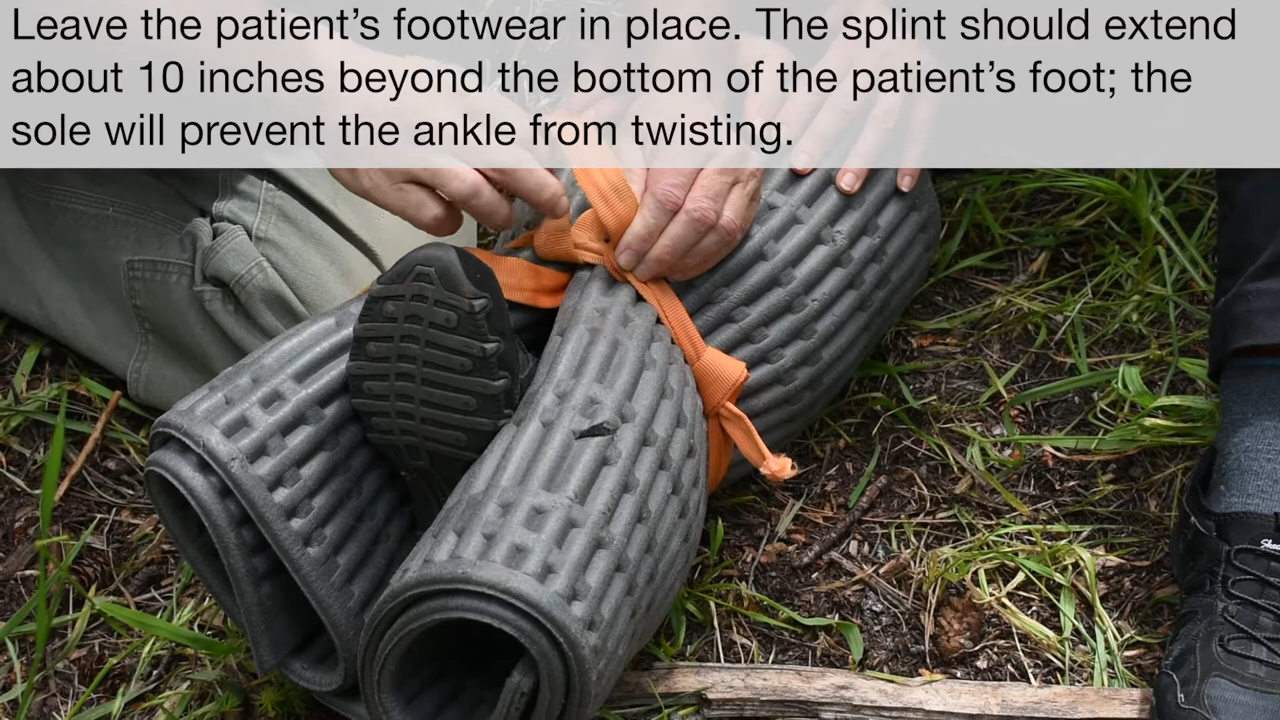 Leave the patient’s footwear in place. The splint should extend
about 10 inches beyond the bottom of the patient’s foot; the
sole will prevent the ankle from twisting.